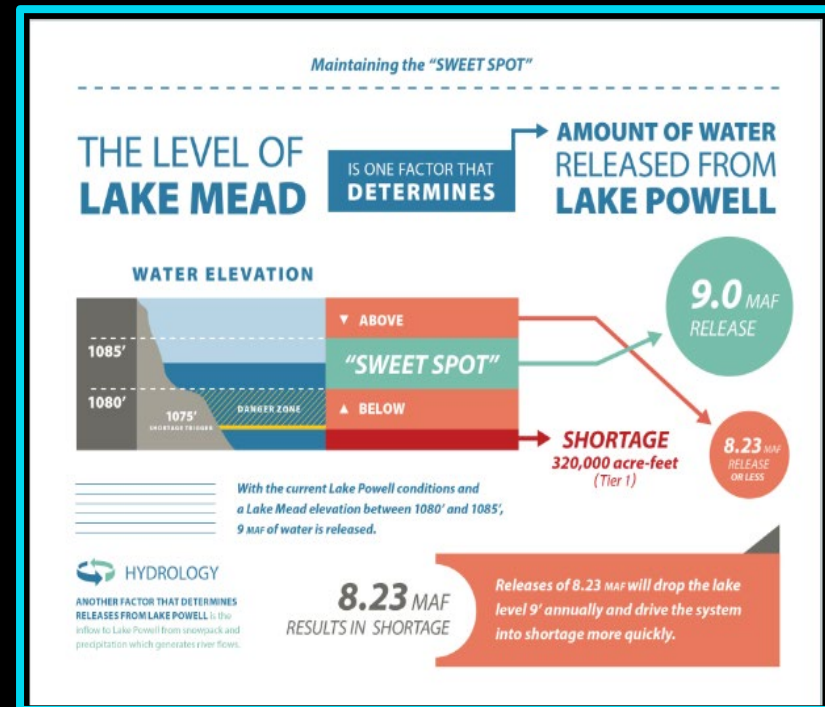 Maintaining the “SWEET SPOT”
THE LEVEL OF
LAKE MEAD
IS ONE FACTOR THAT
DETERMINES
AMOUNT OF WATER
RELEASED FROM
LAKE POWELL
WATER ELEVATION
1085’
1080’
1075’
SHORTAGE TRIGGER
DANGER ZONE
▼ ABOVE
“SWEET SPOT”
▲ BELOW
9.0 MAF
RELEASE
8.23 MAF
RELEASE
OR LESS
SHORTAGE
320,000 acre-feet
(Tier 1)
With the current Lake Powell conditions and
a Lake Mead elevation between 1080’ and 1085’,
9 MAF of water is released.
HYDROLOGY
ANOTHER FACTOR THAT DETERMINES
RELEASES FROM LAKE POWELL is the
inflow to Lake Powell from snowpack and
precipitation which generates river flows.
8.23 MAF
RESULTS IN SHORTAGE
Releases of 8.23 MAF will drop the lake
level 9’ annually and drive the system
into shortage more quickly.